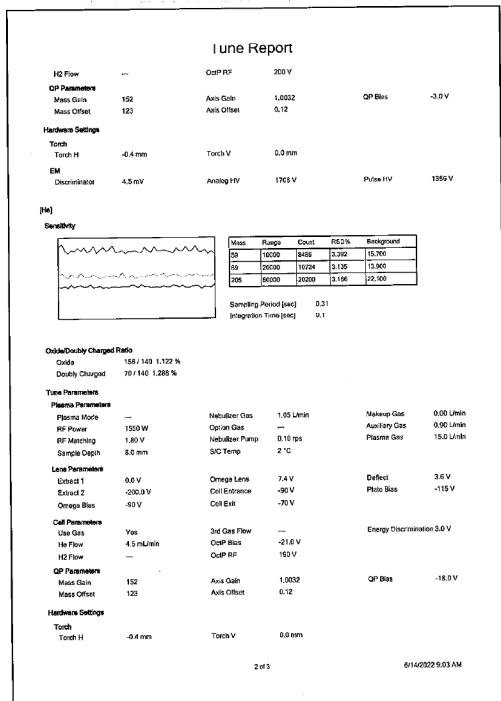 Tune Report
H2 Flow --- OctP RF 200 V
QP Parameters
Mass Gain 152 Axis Gain 1.0032 QP Bias -3.0 V
Mass Offset 123 Axis Offset 0.12
Hardware Settings
Torch
Torch H -0.4 mm Torch V 0.0 mm
EM
Discriminator 4.5 mV Analog HV 1708 V Pulse HV 1356 V
[He]
Sensitivity
Mass Range Count RSD% Background
59 10000 8486 3.392 15.700
89 20000 10724 3.135 13.900
205 50000 20200 3.166 22.100
Sampling Period [sec] 0.31
Integration Time [sec] 0.1
Oxide/Doubly Charged Ratio
Oxide 156 / 140 1.122 %
Doubly Charged 70 / 140 1.288 %
Tune Parameters
Plasma Parameters
Plasma Mode --- Nebulizer Gas 1.05 L/min Makeup Gas 0.00 L/min
RF Power 1550 W Option Gas --- Auxiliary Gas 0.90 L/min
RF Matching 1.80 V Nebulizer Pump 0.10 rps Plasma Gas 15.0 L/min
Sample Depth 8.0 mm S/C Temp 2 °C
Lens Parameters
Extract 1 0.0 V Omega Lens 7.4 V Deflect 3.6 V
Extract 2 -200.0 V Cell Entrance -90 V Plate Bias -115 V
Omega Bias -90 V Cell Exit -70 V
Cell Parameters
Use Gas Yes 3rd Gas Flow --- Energy Discrimination 3.0 V
He Flow 4.5 mL/min OctP Bias -21.0 V
H2 Flow --- OctP RF 190 V
QP Parameters
Mass Gain 152 Axis Gain 1.0032 QP Bias -18.0 V
Mass Offset 123 Axis Offset 0.12
Hardware Settings
Torch
Torch H -0.4 mm Torch V 0.0 mm
2 of 3 6/14/2022 9:03 AM